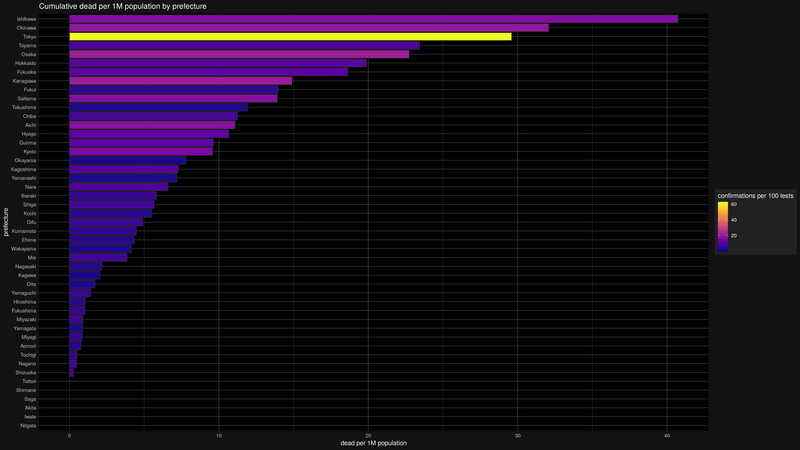 Cumulative dead per 1M population by prefecture
Ishikawa
Okinawa
Tokyo
Toyama
Osaka
Hokkaido
Fukuoka
Kanagawa
Fukui
Saitama
Tokushima
Chiba
Aichi
Hyogo
Gunma
Kyoto
Okayama
Kagoshima
Yamanashi
Nara
Ibaraki
Shiga
Kochi
Gifu
Kumamoto
Ehime
Wakayama
Mie
Nagasaki
Kagawa
Oita
Yamaguchi
Hiroshima
Fukushima
Miyazaki
Yamagata
Miyagi
Aomori
Tochigi
Nagano
Shizuoka
Tottori
Shimane
Saga
Akita
Iwate
Niigata
prefecture
0 10 20 30 40
dead per 1M population
confirmations per 100 tests
60
40
20